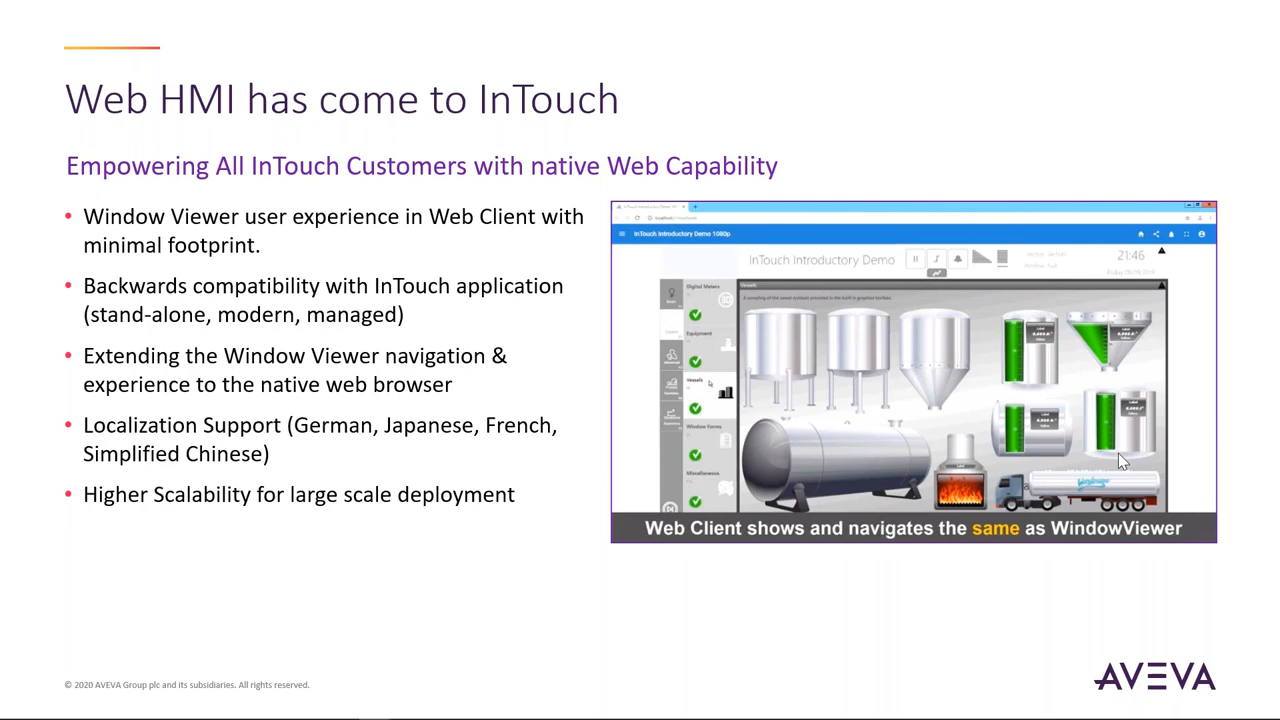 Web HMI has come to InTouch
Empowering All InTouch Customers with native Web Capability
• Window Viewer user experience in Web Client with
minimal footprint.
• Backwards compatibility with InTouch application
(stand-alone, modern, managed)
• Extending the Window Viewer navigation &
experience to the native web browser
• Localization Support (German, Japanese, French,
Simplified Chinese)
• Higher Scalability for large scale deployment
InTouch Introductory Demo 1080p
InTouch Introductory Demo
21:46
Digital Meters
Equipment
Vessels
Window Forms
Miscellaneous
Vessels
Web Client shows and navigates the same as WindowViewer
© 2020 AVEVA Group plc and its subsidiaries. All rights reserved.
AVEVA